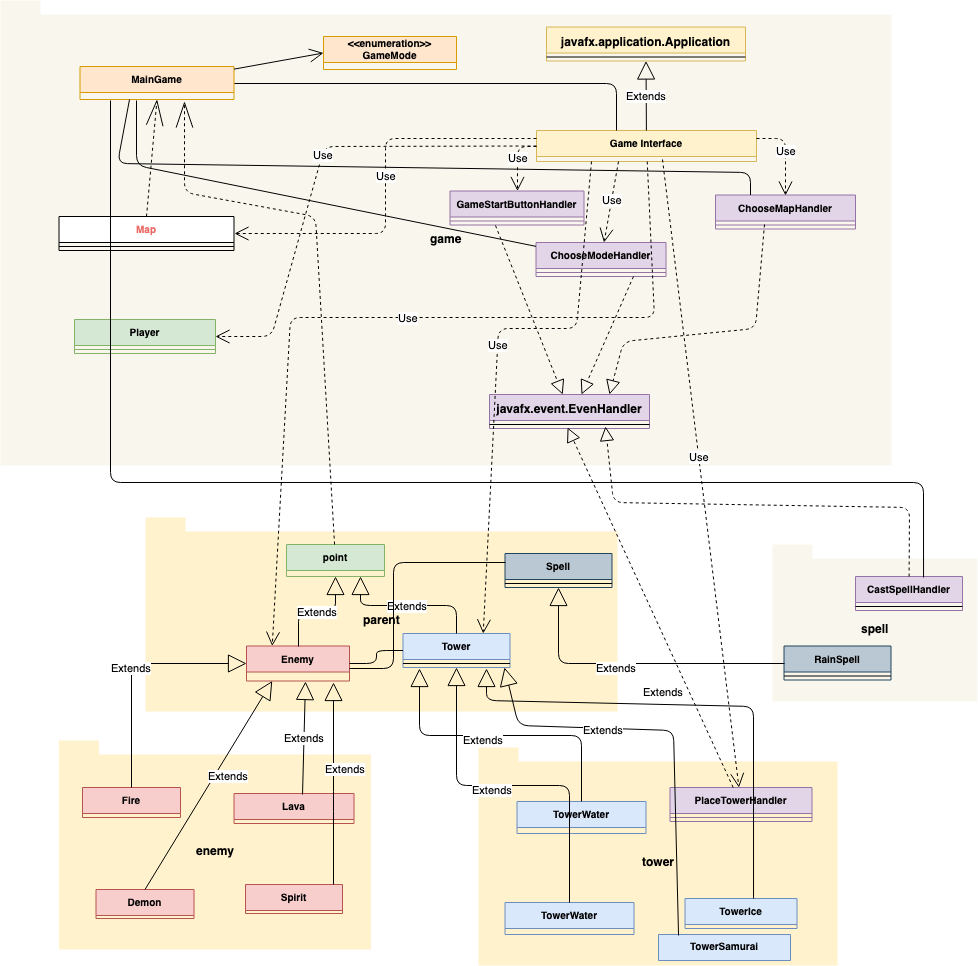 <<enumeration>>
GameMode
javafx.application.Application
MainGame
Extends
Game Interface
Use
Use
Use
Use
Use
GameStartButtonHandler
ChooseMapHandler
Map
game
ChooseModeHandler
Player
Use
Use
javafx.event.EvenHandler
Use
point
Spell
CastSpellHandler
Extends
Extends
parent
spell
Enemy
Tower
RainSpell
Extends
Extends
Extends
Extends
Extends
Extends
Extends
Extends
Extends
Fire
Lava
PlaceTowerHandler
TowerWater
enemy
tower
Demon
Spirit
TowerWater
TowerIce
TowerSamurai